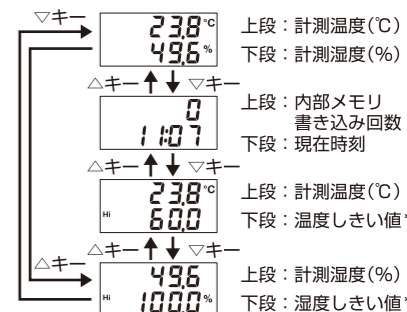 ▽キー
23.8℃
49.6%
上段：計測温度(℃)
下段：計測湿度(%)
△キー ▽キー
0
11:07
上段：内部メモリ
書き込み回数
下段：現在時刻
△キー ▽キー
23.8℃
Hi 60.0
上段：計測温度(℃)
下段：温度しきい値*
△キー ▽キー
△キー
49.6
Hi 100.0%
上段：計測湿度(%)
下段：湿度しきい値*